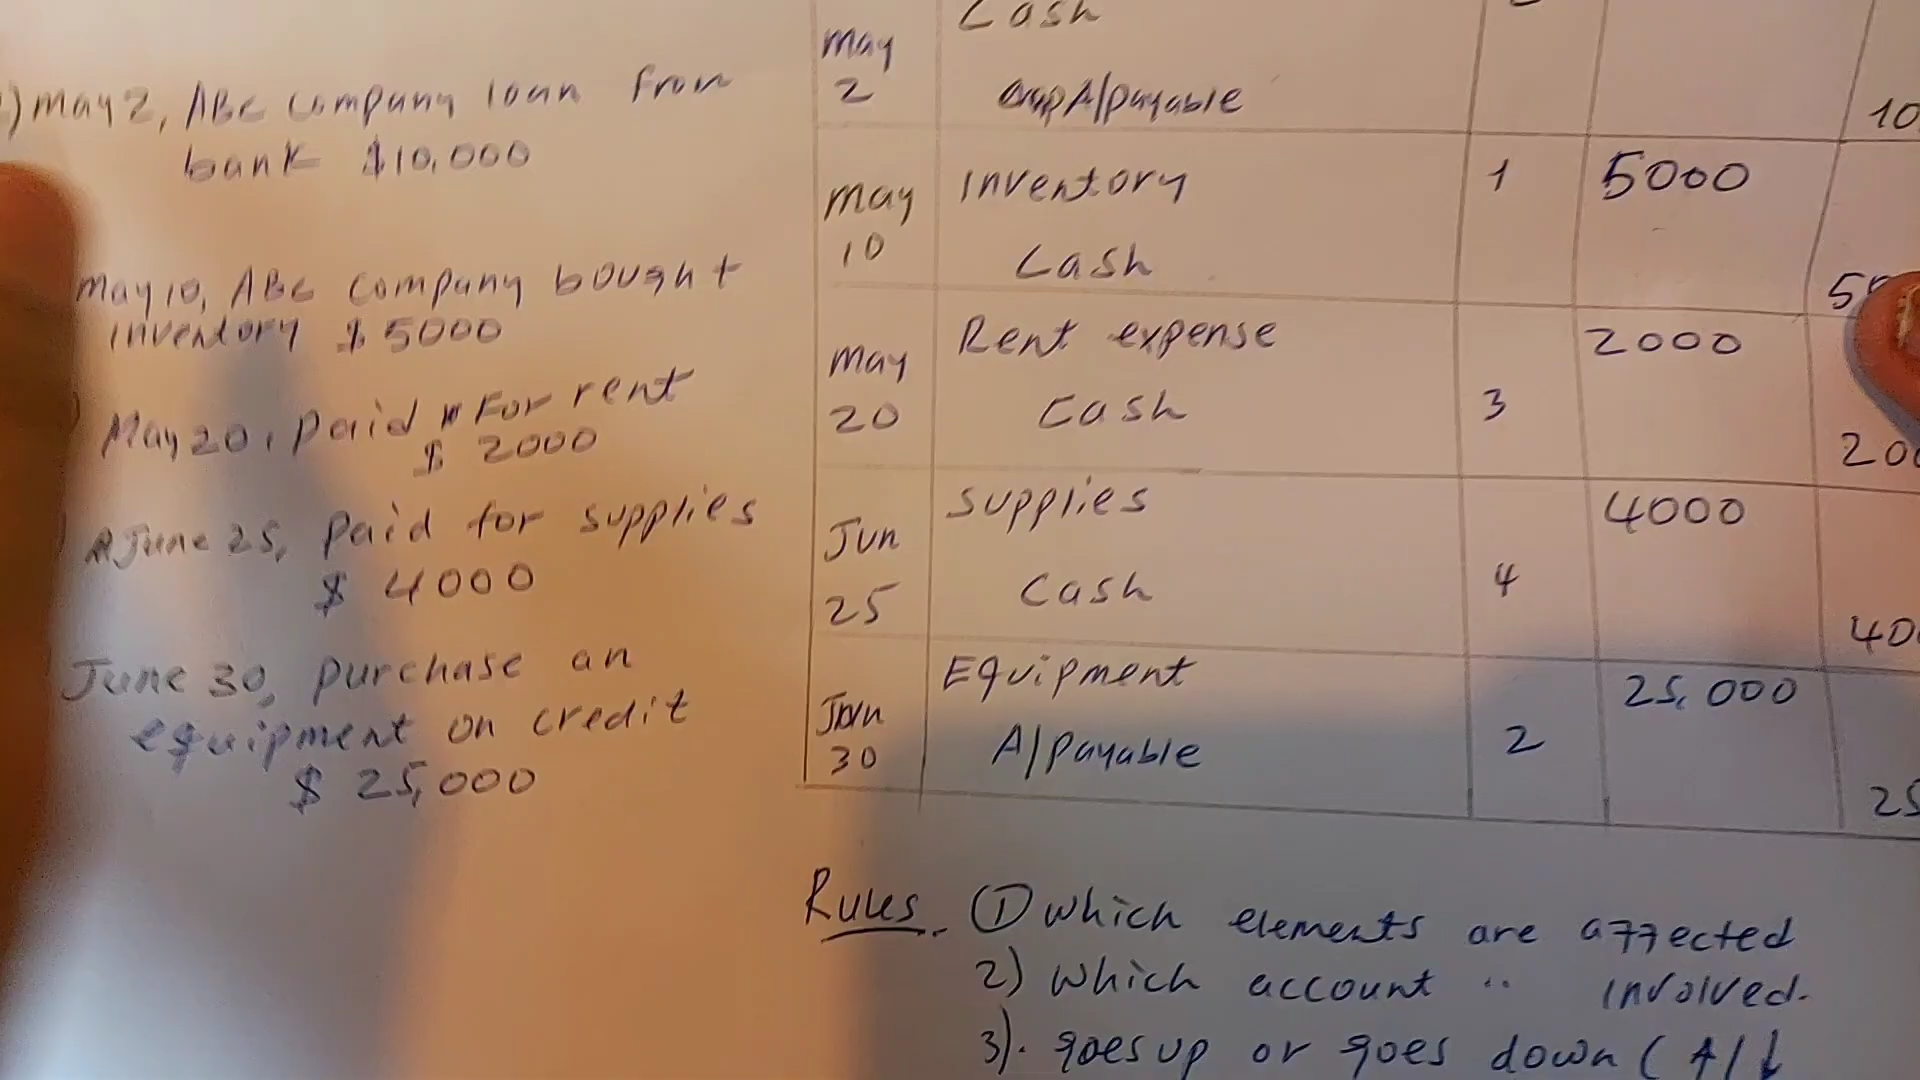 ) May 2, ABC Company loan from
bank $10,000
May 10, ABC Company bought
inventory $5000
May 20, paid For rent
$ 2000
June 25, paid for supplies
$ 4000
June 30, purchase an
equipment on credit
$ 25,000
Cash
May
2
A/payable
10
May
10
Inventory 1 5000
Cash
May
20
Rent expense 2000
Cash 3
200
Jun
25
Supplies 4000
Cash 4
400
Jun
30
Equipment 25,000
A/payable 2
25
Rules. ① which elements are affected
2) which account " involved.
3). goes up or goes down (